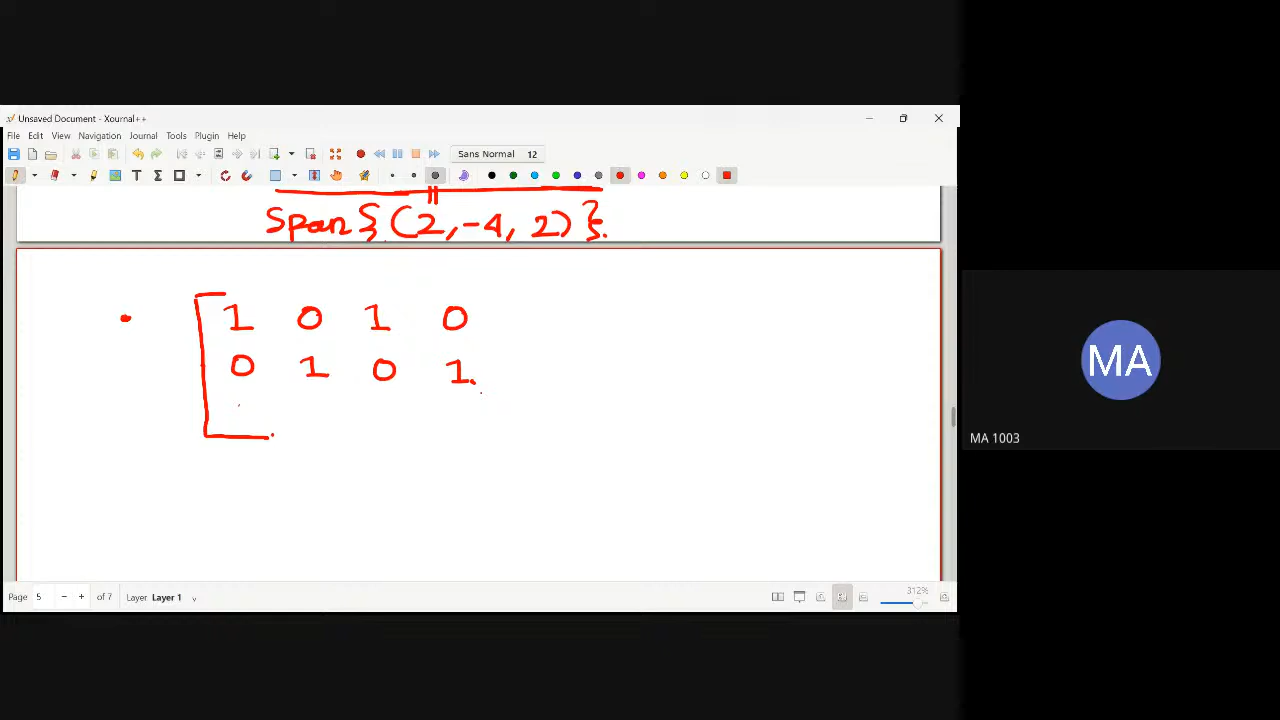 Unsaved Document - Xournal++
File Edit View Navigation Journal Tools Plugin Help
Sans Normal 12
Span{(2,-4, 2)}.
1 0 1 0
0 1 0 1
MA
MA 1003
Page 5 - + of 7 Layer Layer 1
312%